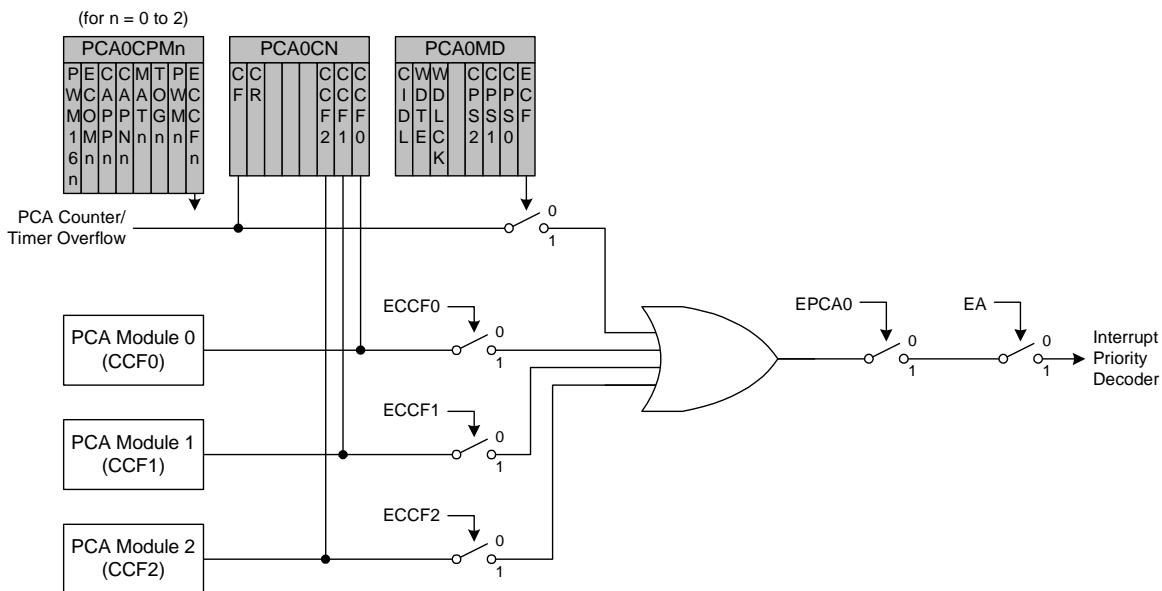 (for n = 0 to 2)
PCA0CPMn
PWM16n
ECOMn
CAPPn
CAPNn
MATn
TOGn
PWMn
ECCFn
PCA0CN
CF
CR
CCF2
CCF1
CCF0
PCA0MD
CIDL
WDTE
WDLCK
CPS2
CPS1
CPS0
ECF
PCA Counter/
Timer Overflow
0
1
PCA Module 0
(CCF0)
ECCF0
0
1
EPCA0
0
1
EA
0
1
Interrupt
Priority
Decoder
PCA Module 1
(CCF1)
ECCF1
0
1
PCA Module 2
(CCF2)
ECCF2
0
1